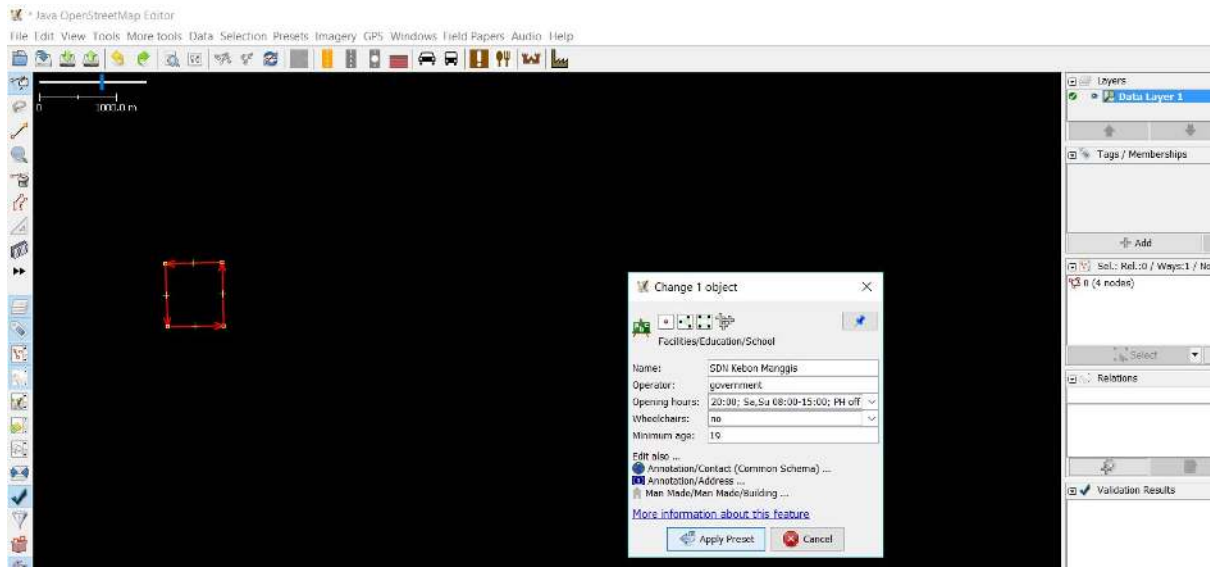 * Java OpenStreetMap Editor
File Edit View Tools More tools Data Selection Presets Imagery GPS Windows Field Papers Audio Help
0 1000.0 m
Layers
Data Layer 1
Tags / Memberships
Add
Sel.: Rel.:0 / Ways:1 / No
0 (4 nodes)
Select
Relations
Validation Results
Change 1 object
Facilities/Education/School
Name: SDN Kebon Manggis
Operator: government
Opening hours: 20:00; Sa,Su 08:00-15:00; PH off
Wheelchairs: no
Minimum age: 19
Edit also ...
Annotation/Contact (Common Schema) ...
Annotation/Address ...
Man Made/Man Made/Building ...
More information about this feature
Apply Preset Cancel